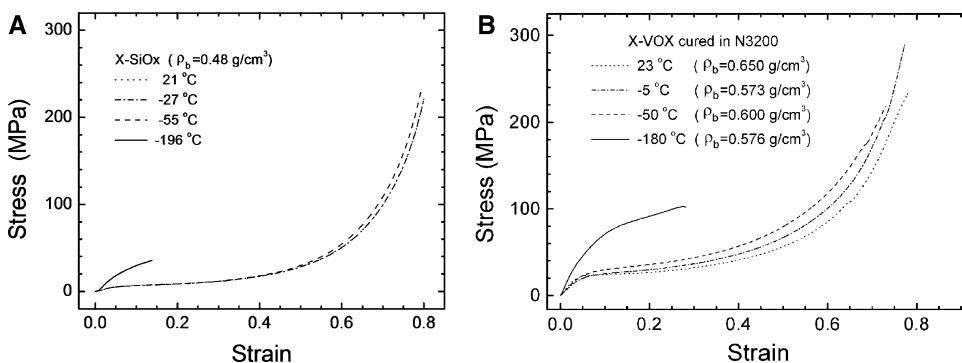 A
X-SiOx ( ρb=0.48 g/cm³)
21 °C
-27 °C
-55 °C
-196 °C
300
200
100
0
0.0 0.2 0.4 0.6 0.8
Stress (MPa)
Strain
B
X-VOX cured in N3200
23 °C ( ρb=0.650 g/cm³)
-5 °C ( ρb=0.573 g/cm³)
-50 °C ( ρb=0.600 g/cm³)
-180 °C ( ρb=0.576 g/cm³)
300
200
100
0
0.0 0.2 0.4 0.6 0.8
Stress (MPa)
Strain